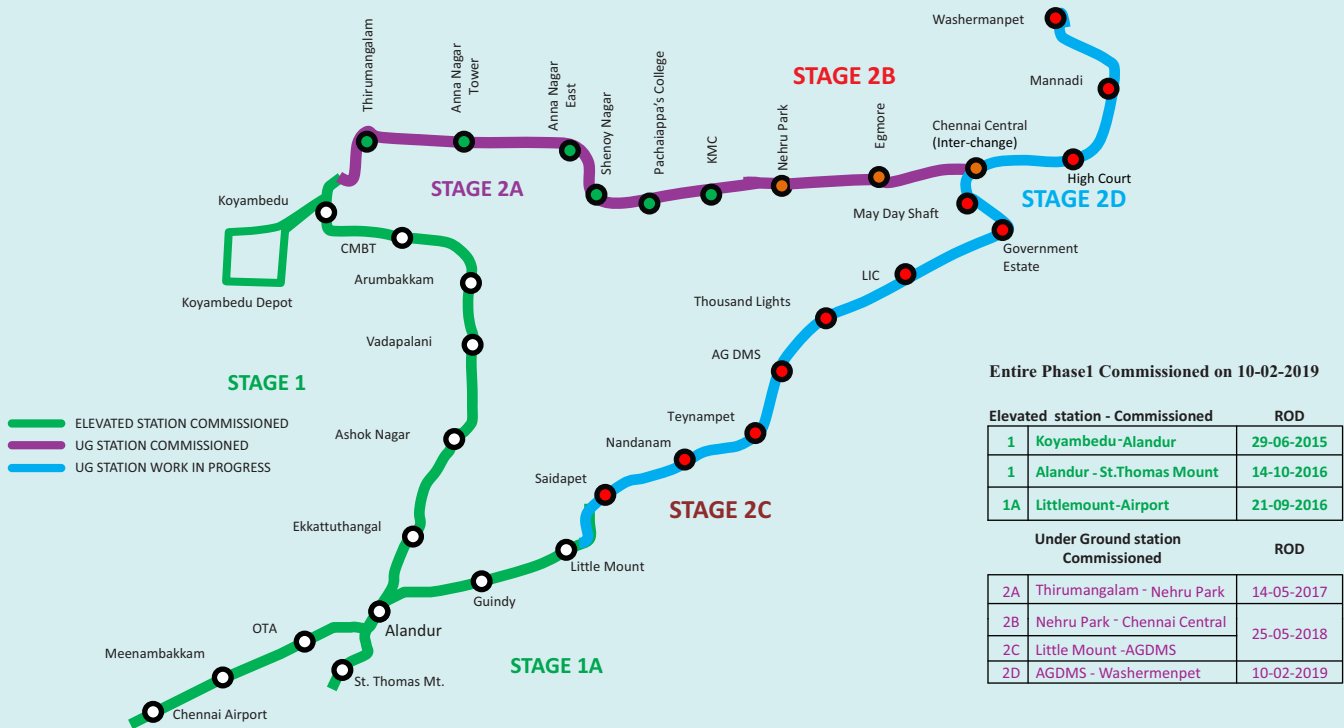 Washermanpet
Mannadi
STAGE 2B
Thirumangalam
Anna Nagar
Tower
Anna Nagar
East
Shenoy Nagar
Pachaiappa's College
KMC
Nehru Park
Egmore
Chennai Central
(Inter-change)
High Court
STAGE 2A
STAGE 2D
May Day Shaft
Government
Estate
Koyambedu
CMBT
Arumbakkam
Koyambedu Depot
LIC
Thousand Lights
Vadapalani
AG DMS
STAGE 1
Teynampet
Ashok Nagar
Nandanam
Saidapet
STAGE 2C
ELEVATED STATION COMMISSIONED
UG STATION COMMISSIONED
UG STATION WORK IN PROGRESS
Ekkattuthangal
Little Mount
Guindy
Alandur
OTA
Meenambakkam
STAGE 1A
St. Thomas Mt.
Chennai Airport
Entire Phase1 Commissioned on 10-02-2019
Elevated station - Commissioned ROD
1 Koyambedu-Alandur 29-06-2015
1 Alandur - St.Thomas Mount 14-10-2016
1A Littlemount-Airport 21-09-2016
Under Ground station
Commissioned ROD
2A Thirumangalam - Nehru Park 14-05-2017
2B Nehru Park - Chennai Central 25-05-2018
2C Little Mount -AGDMS
2D AGDMS - Washermenpet 10-02-2019